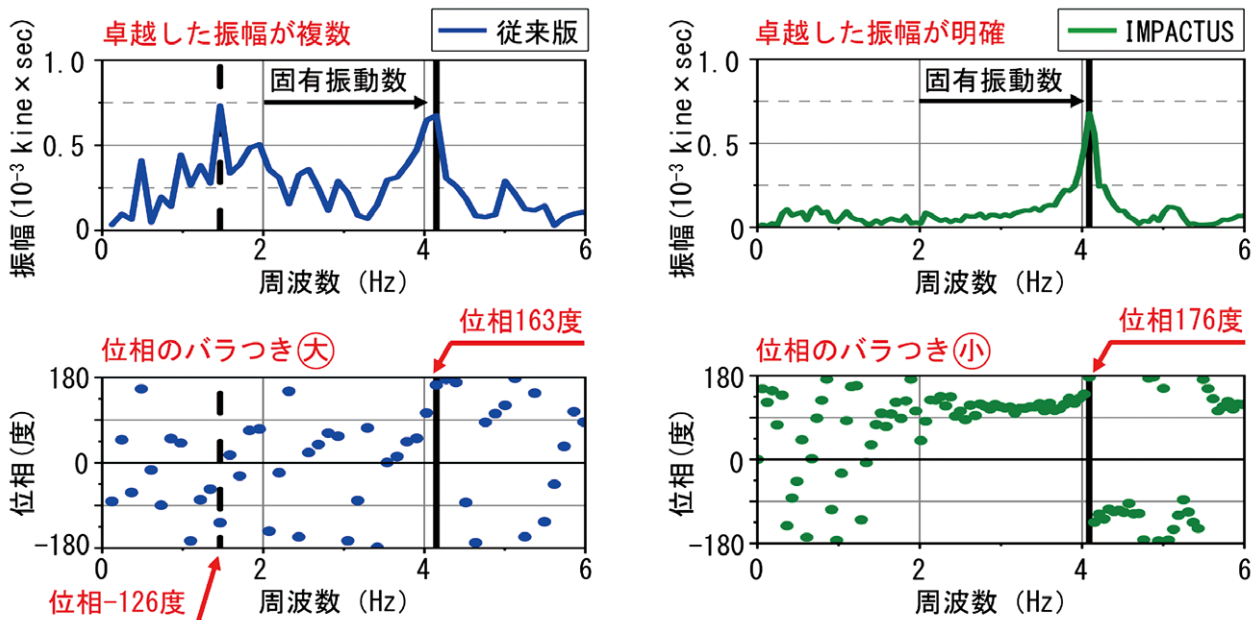 卓越した振幅が複数
従来版
1.0
0.5
0
振幅(10⁻³ kine×sec)
固有振動数
0 2 4 6
周波数 (Hz)
卓越した振幅が明確
IMPACTUS
1.0
0.5
0
振幅(10⁻³ kine×sec)
固有振動数
0 2 4 6
周波数 (Hz)
位相163度
位相のバラつき大
180
0
-180
位相(度)
0 2 4 6
周波数 (Hz)
位相-126度
位相176度
位相のバラつき小
180
0
-180
位相(度)
0 2 4 6
周波数 (Hz)